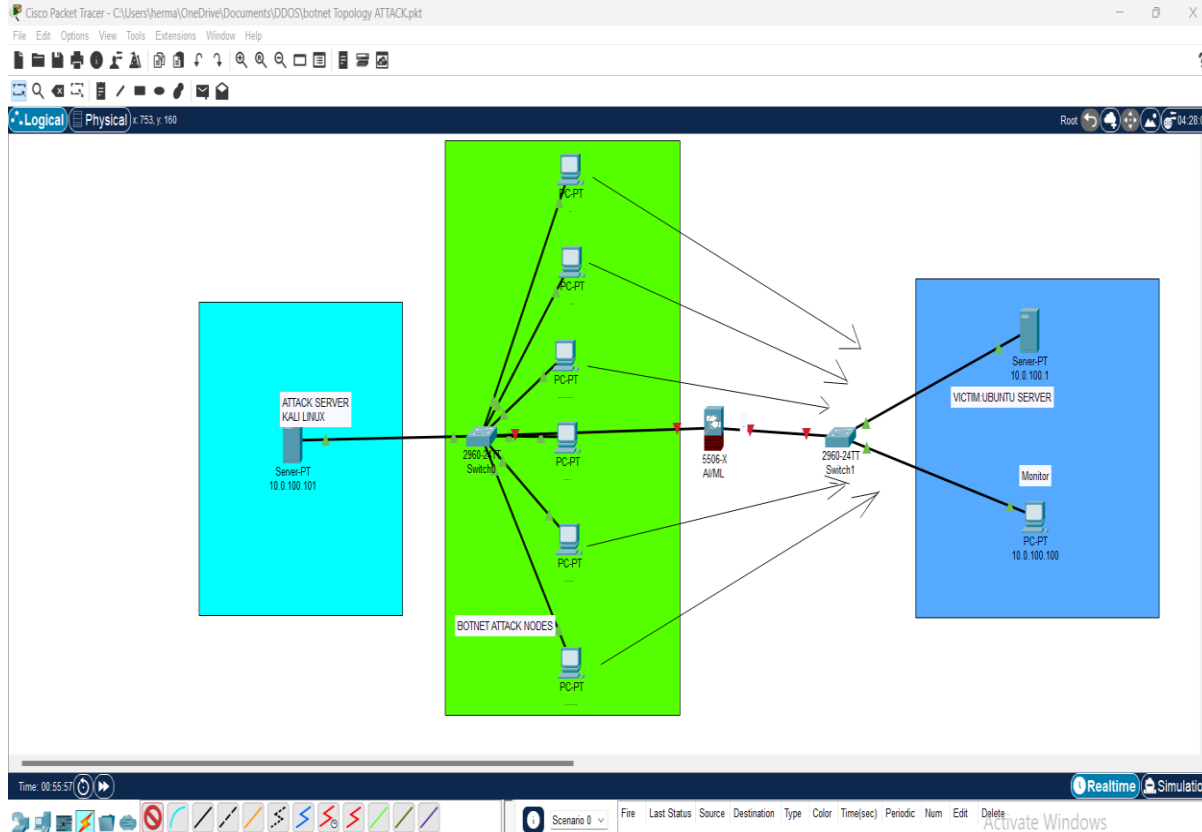 Cisco Packet Tracer - C:\Users\herma\OneDrive\Documents\DDOS\botnet Topology ATTACK.pkt
File Edit Options View Tools Extensions Window Help
Logical Physical x: 753, y: 160
Root
PC-PT
.
PC-PT
...
PC-PT
......
ATTACK SERVER
KALI LINUX
Server-PT
10.0.100.101
2960-24TT
Switch0
PC-PT
...
5506-X
AI/ML
2960-24TT
Switch1
Server-PT
10.0.100.1
VICTIM:UBUNTU SERVER
Monitor
PC-PT
10.0.100.100
PC-PT
....
BOTNET ATTACK NODES
PC-PT
.....
Time: 00:55:57
Realtime
Scenario 0
Fire Last Status Source Destination Type Color Time(sec) Periodic Num Edit Delete
Activate Windows